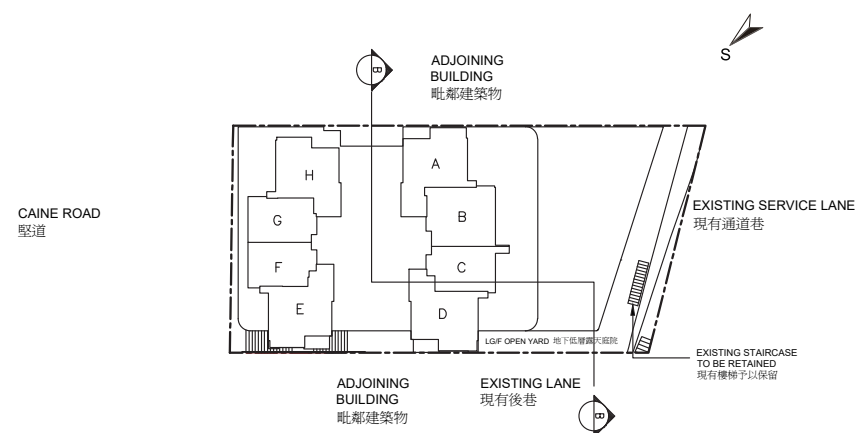 S
B
ADJOINING
BUILDING
毗鄰建築物
CAINE ROAD
堅道
H
A
G
B
F
C
E
D
EXISTING SERVICE LANE
現有通道巷
LG/F OPEN YARD 地下低層露天庭院
EXISTING STAIRCASE
TO BE RETAINED
現有樓梯予以保留
ADJOINING
BUILDING
毗鄰建築物
EXISTING LANE
現有後巷
B